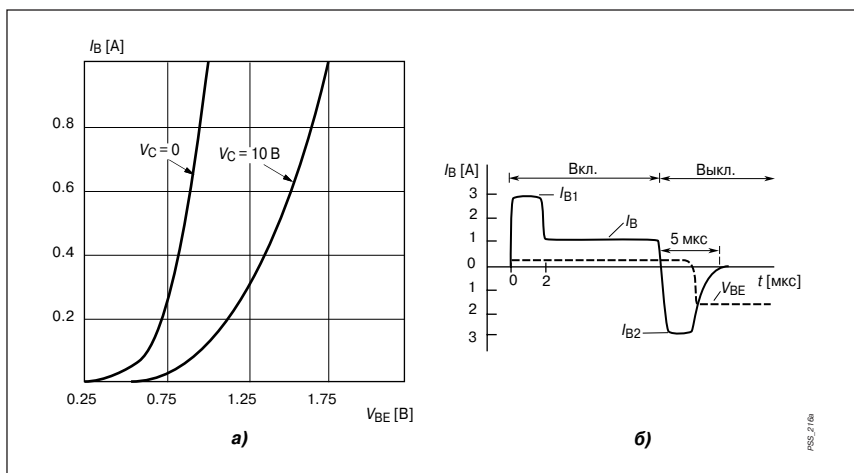 I_B [A]
0.8
0.6
0.4
0.2
V_C = 0
V_C = 10 В
0.25 0.75 1.25 1.75
V_BE [В]
а)
I_B [A]
3
2
1
0
1
2
3
Вкл.
Выкл.
I_B1
I_B
5 мкс
0 2
t [мкс]
V_BE
I_B2
б)
PSS_216a